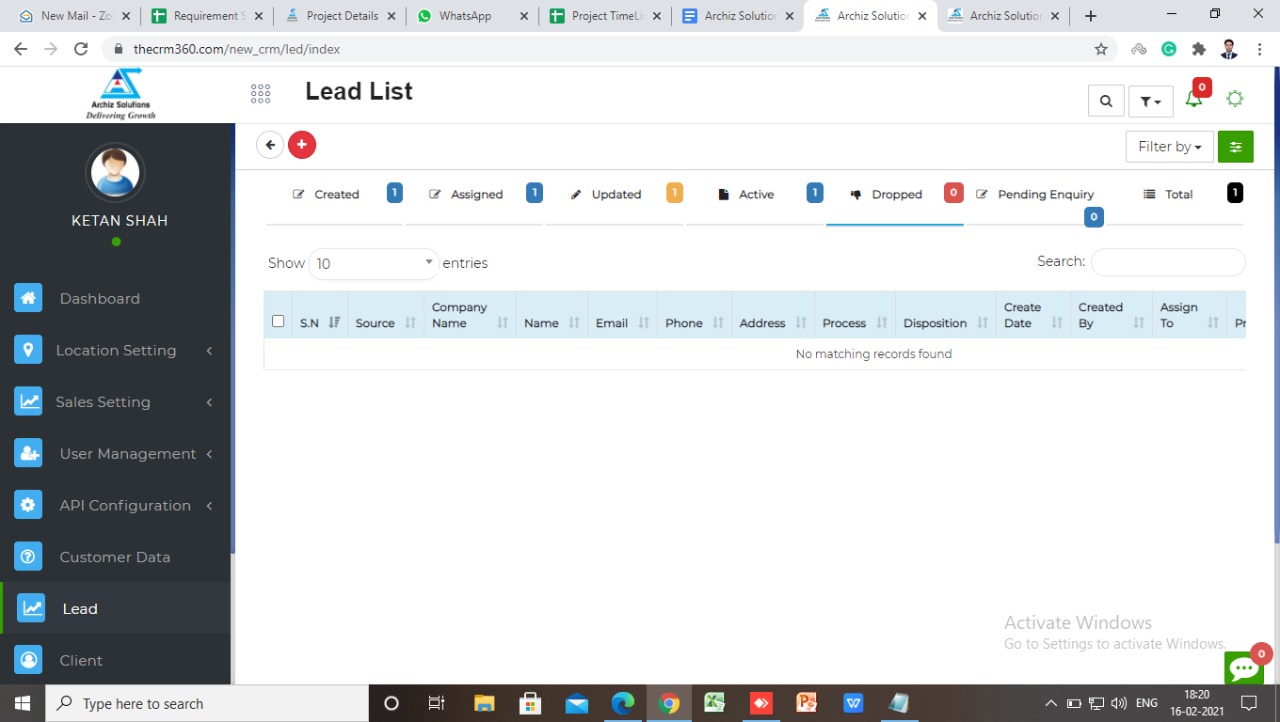 New Mail - Zo
Requirement S
Project Details
WhatsApp
Project TimeLi
Archiz Solution
Archiz Solution
Archiz Solution
thecrm360.com/new_crm/led/index
Archiz Solutions
Delivering Growth
Lead List
0
KETAN SHAH
Filter by
Created 1
Assigned 1
Updated 1
Active 1
Dropped 0
Pending Enquiry 0
Total 1
Show 10 entries
Search:
S.N
Source
Company Name
Name
Email
Phone
Address
Process
Disposition
Create Date
Created By
Assign To
Pr
No matching records found
Dashboard
Location Setting
Sales Setting
User Management
API Configuration
Customer Data
Lead
Client
Activate Windows
Go to Settings to activate Windows.
0
Type here to search
ENG
18:20
16-02-2021